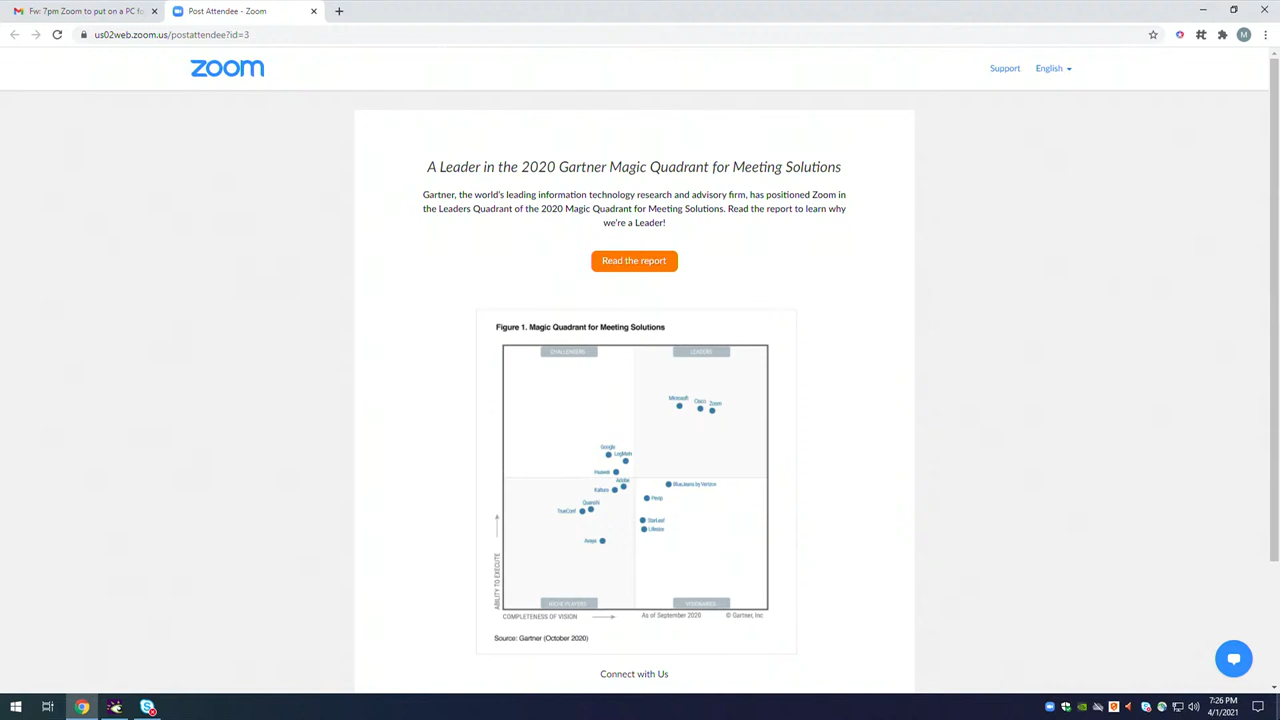 Fw: 7pm Zoom to put on a PC fo
Post Attendee - Zoom
us02web.zoom.us/postattendee?id=3
M
zoom
Support
English
A Leader in the 2020 Gartner Magic Quadrant for Meeting Solutions
Gartner, the world's leading information technology research and advisory firm, has positioned Zoom in
the Leaders Quadrant of the 2020 Magic Quadrant for Meeting Solutions. Read the report to learn why
we're a Leader!
Read the report
Figure 1. Magic Quadrant for Meeting Solutions
CHALLENGERS
LEADERS
Microsoft
Cisco
Zoom
Google
LogMeIn
Huawei
Adobe
Kaltura
BlueJeans by Verizon
Pexip
Quanshi
TrueConf
StarLeaf
Lifesize
Avaya
ABILITY TO EXECUTE
NICHE PLAYERS
VISIONARIES
COMPLETENESS OF VISION
As of September 2020
© Gartner, Inc
Source: Gartner (October 2020)
Connect with Us
7:26 PM
4/1/2021